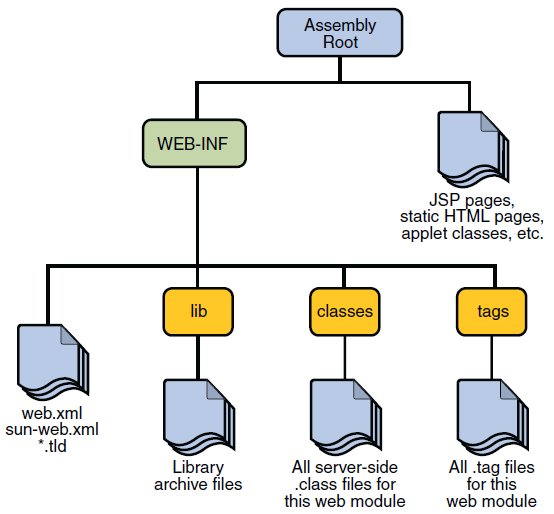 Assembly
Root
WEB-INF
JSP pages,
static HTML pages,
applet classes, etc.
lib
classes
tags
web.xml
sun-web.xml
*.tld
Library
archive files
All server-side
.class files for
this web module
All .tag files
for this
web module